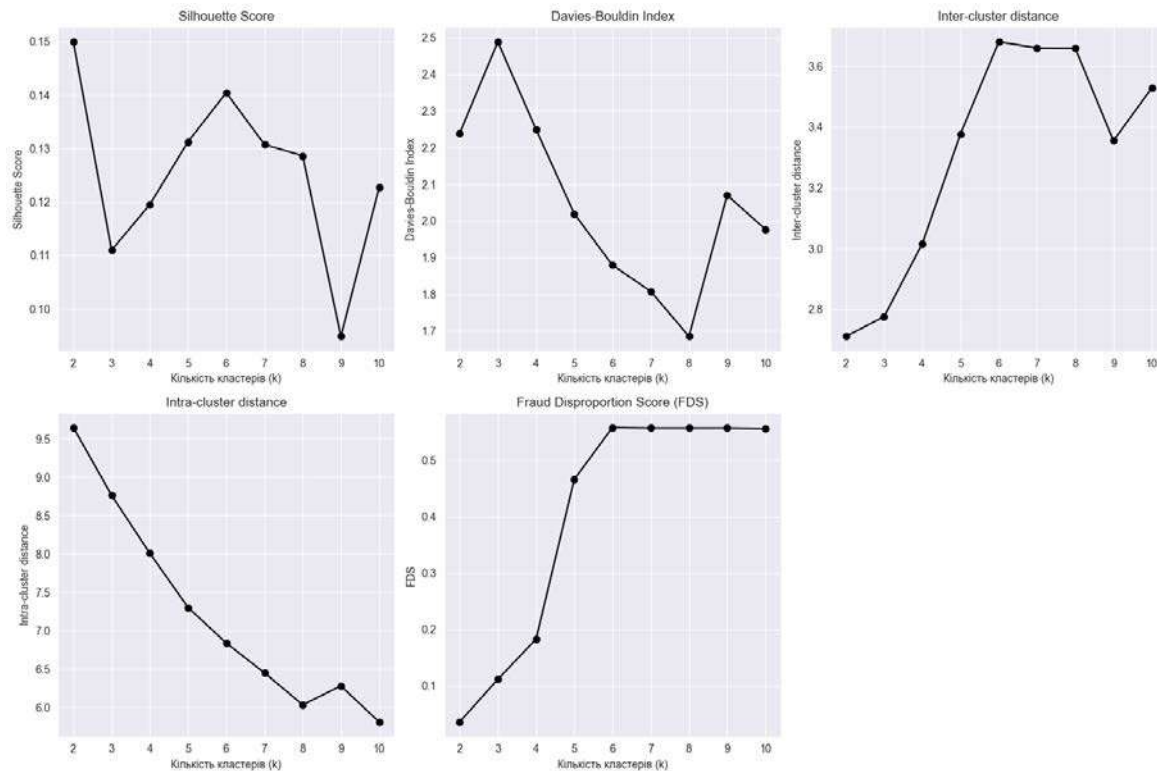 Silhouette Score
Silhouette Score
0.15
0.14
0.13
0.12
0.11
0.10
2 3 4 5 6 7 8 9 10
Кількість кластерів (k)
Davies-Bouldin Index
Davies-Bouldin Index
2.5
2.4
2.3
2.2
2.1
2.0
1.9
1.8
1.7
2 3 4 5 6 7 8 9 10
Кількість кластерів (k)
Inter-cluster distance
Inter-cluster distance
3.6
3.4
3.2
3.0
2.8
2 3 4 5 6 7 8 9 10
Кількість кластерів (k)
Intra-cluster distance
Intra-cluster distance
9.5
9.0
8.5
8.0
7.5
7.0
6.5
6.0
2 3 4 5 6 7 8 9 10
Кількість кластерів (k)
Fraud Disproportion Score (FDS)
FDS
0.5
0.4
0.3
0.2
0.1
2 3 4 5 6 7 8 9 10
Кількість кластерів (k)